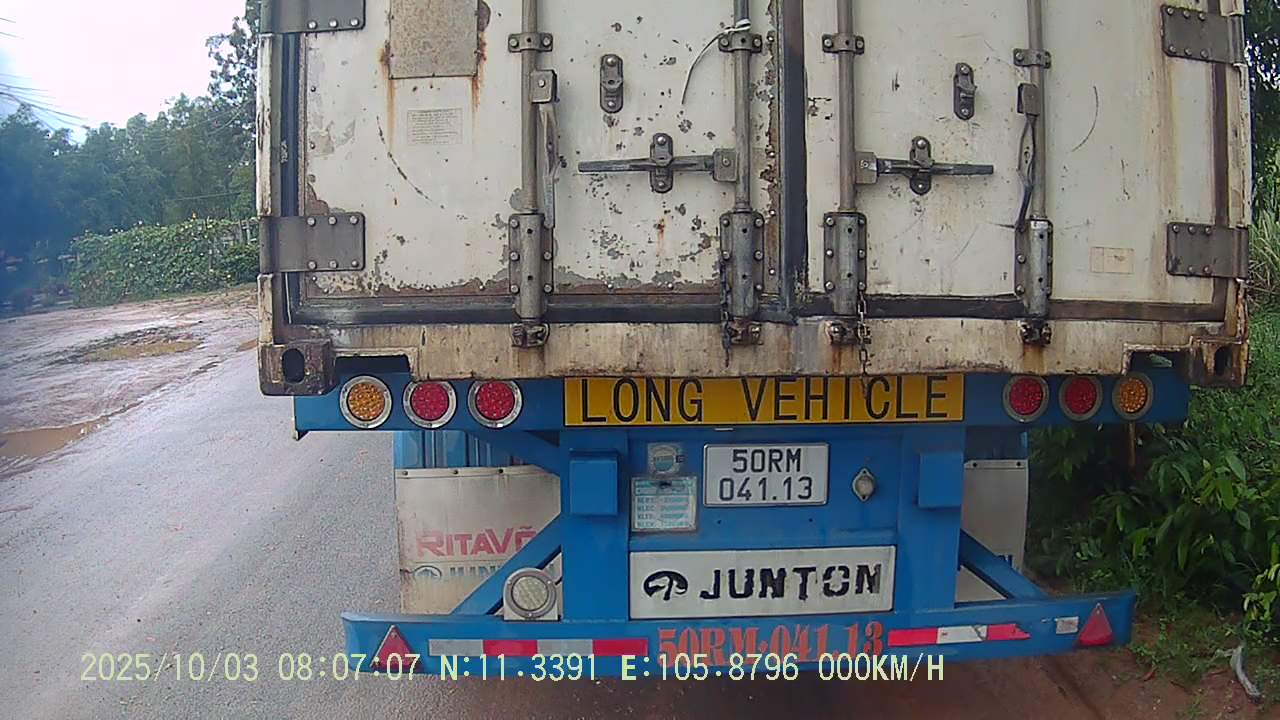 LONG VEHICLE
50RM
041.13
RITAVÕ
JUNTON
50RM-041.13
2025/10/03 08:07:07 N:11.3391 E:105.8796 000KM/H